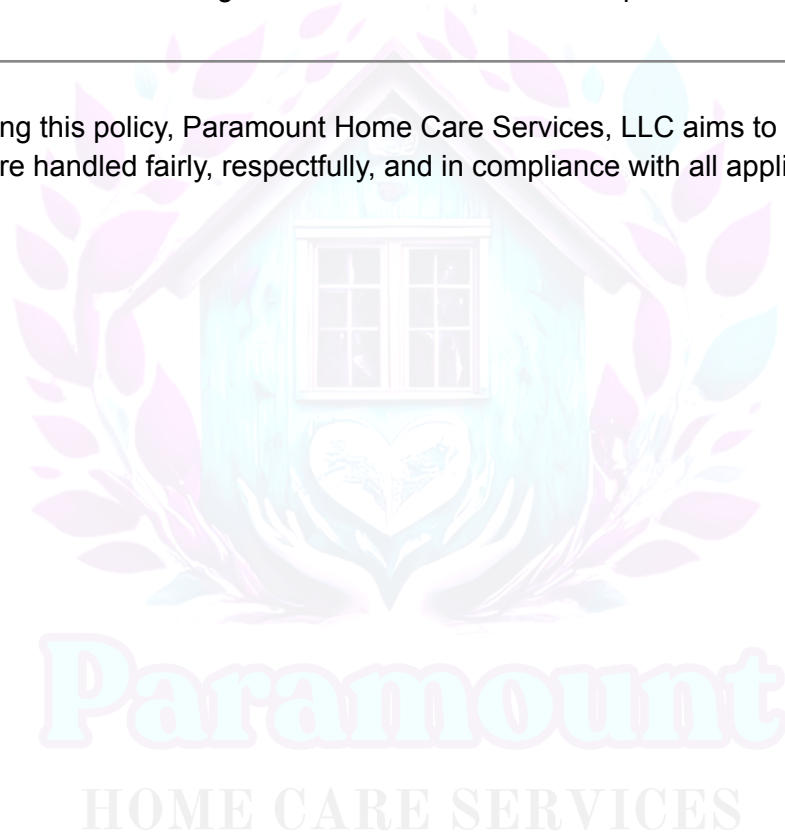 ng this policy, Paramount Home Care Services, LLC aims to
re handled fairly, respectfully, and in compliance with all appli
Paramount
HOME CARE SERVICES